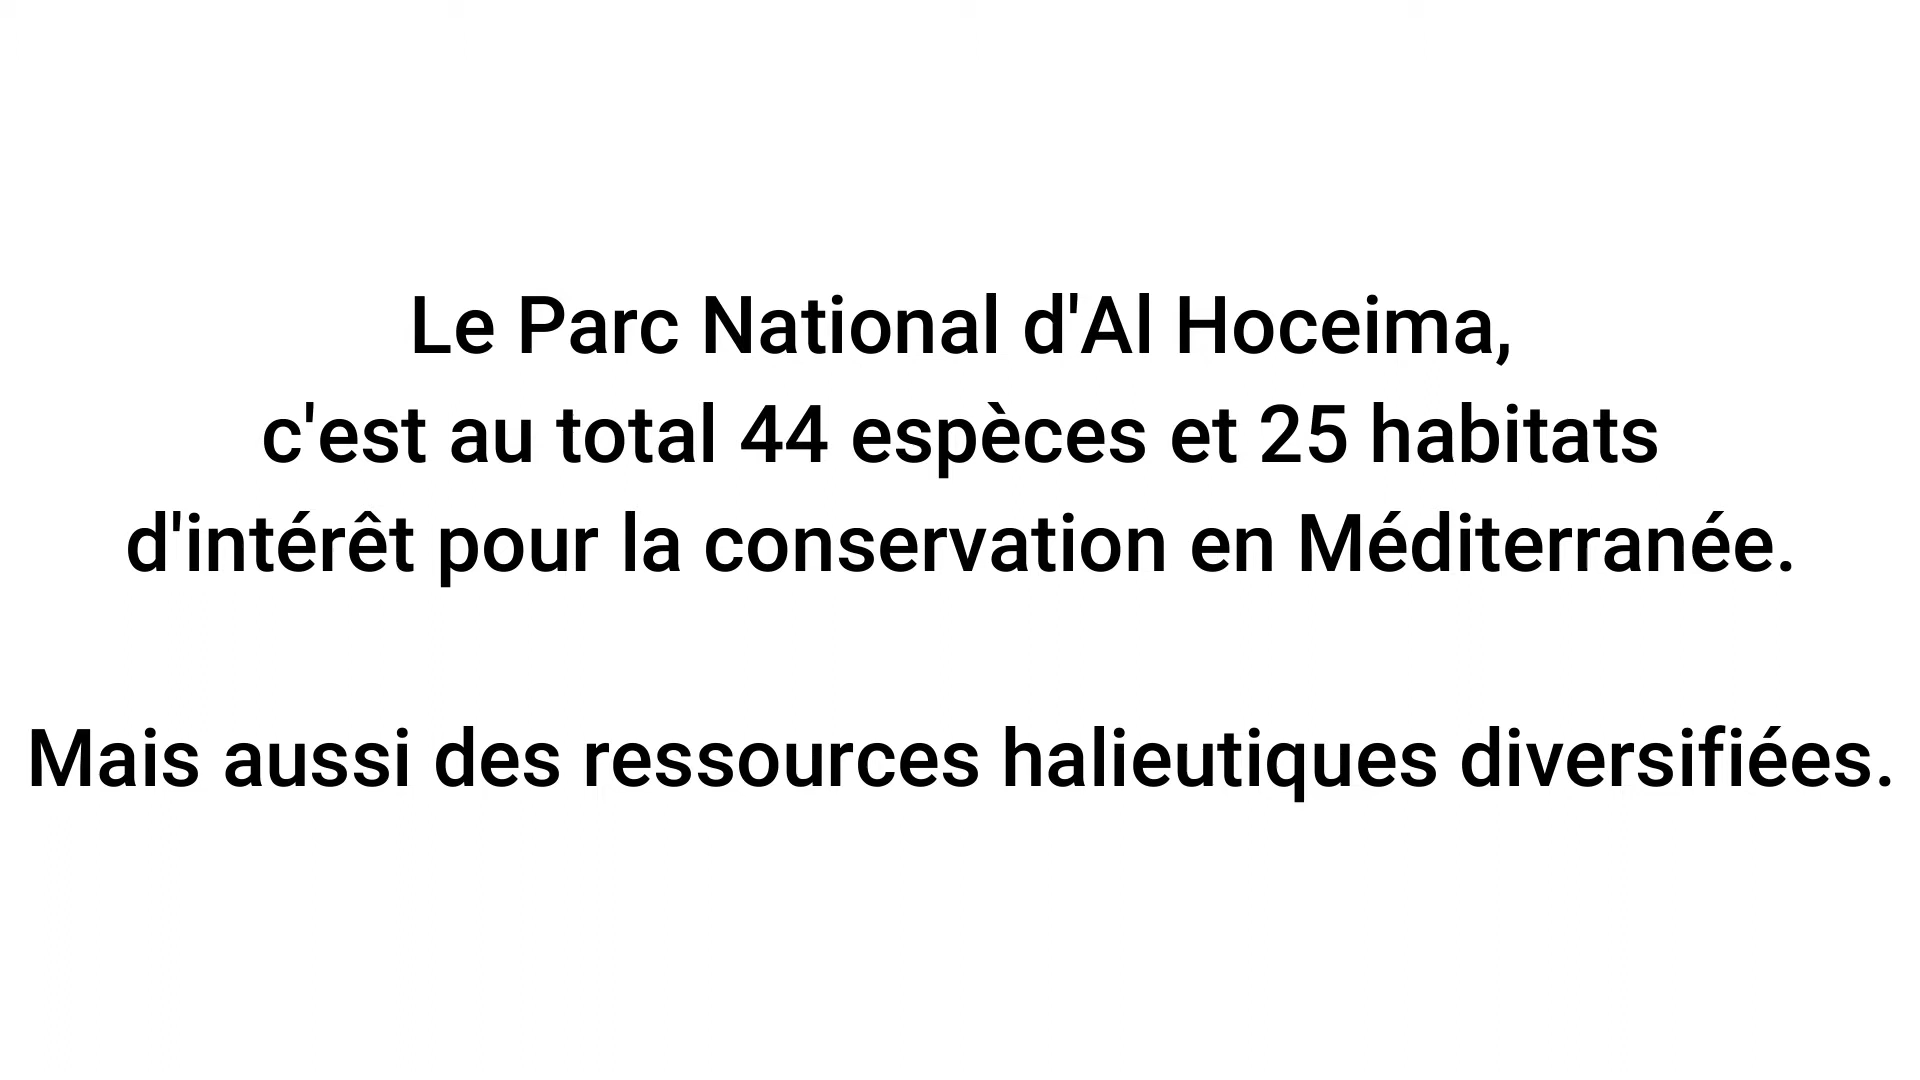 Le Parc National d'Al Hoceima,
c'est au total 44 espèces et 25 habitats
d'intérêt pour la conservation en Méditerranée.
Mais aussi des ressources halieutiques diversifiées.